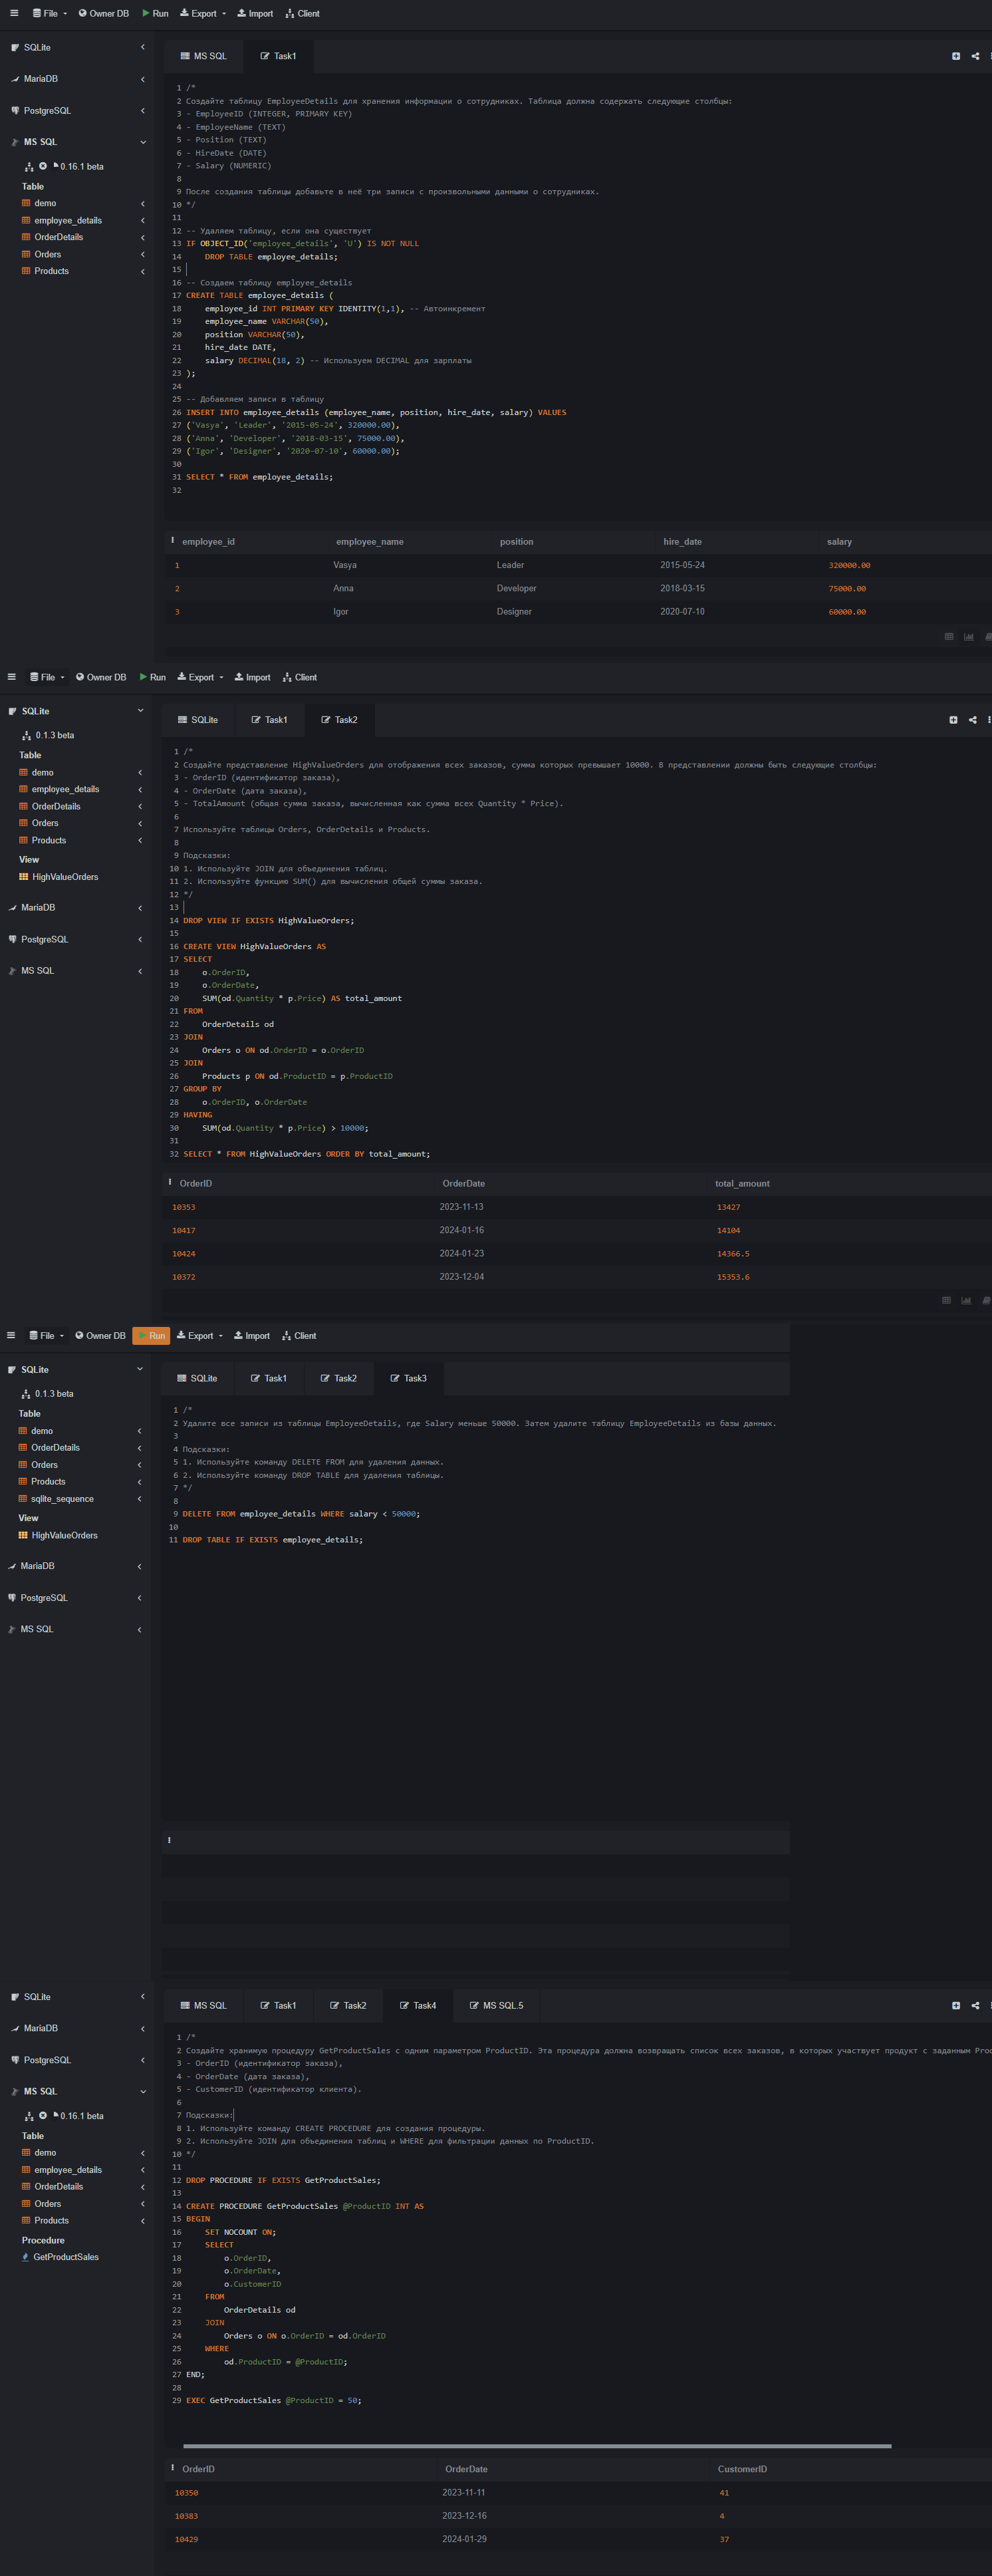 File Owner DB Run Export Import Client
SQLite
MariaDB
PostgreSQL
MS SQL
0.16.1 beta
Table
demo
employee_details
OrderDetails
Orders
Products
MS SQL Task1
1 /*
2 Создайте таблицу EmployeeDetails для хранения информации о сотрудниках. Таблица должна содержать следующие столбцы:
3 - EmployeeID (INTEGER, PRIMARY KEY)
4 - EmployeeName (TEXT)
5 - Position (TEXT)
6 - HireDate (DATE)
7 - Salary (NUMERIC)
8
9 После создания таблицы добавьте в неё три записи с произвольными данными о сотрудниках.
10 */
11
12 -- Удаляем таблицу, если она существует
13 IF OBJECT_ID('employee_details', 'U') IS NOT NULL
14 DROP TABLE employee_details;
15
16 -- Создаем таблицу employee_details
17 CREATE TABLE employee_details (
18 employee_id INT PRIMARY KEY IDENTITY(1,1), -- Автоинкремент
19 employee_name VARCHAR(50),
20 position VARCHAR(50),
21 hire_date DATE,
22 salary DECIMAL(18, 2) -- Используем DECIMAL для зарплаты
23 );
24
25 -- Добавляем записи в таблицу
26 INSERT INTO employee_details (employee_name, position, hire_date, salary) VALUES
27 ('Vasya', 'Leader', '2015-05-24', 320000.00),
28 ('Anna', 'Developer', '2018-03-15', 75000.00),
29 ('Igor', 'Designer', '2020-07-10', 60000.00);
30
31 SELECT * FROM employee_details;
32
employee_id employee_name position hire_date salary
1 Vasya Leader 2015-05-24 320000.00
2 Anna Developer 2018-03-15 75000.00
3 Igor Designer 2020-07-10 60000.00
File Owner DB Run Export Import Client
SQLite
0.1.3 beta
Table
demo
employee_details
OrderDetails
Orders
Products
View
HighValueOrders
MariaDB
PostgreSQL
MS SQL
SQLite Task1 Task2
1 /*
2 Создайте представление HighValueOrders для отображения всех заказов, сумма которых превышает 10000. В представлении должны быть следующие столбцы:
3 - OrderID (идентификатор заказа),
4 - OrderDate (дата заказа),
5 - TotalAmount (общая сумма заказа, вычисленная как сумма всех Quantity * Price).
6
7 Используйте таблицы Orders, OrderDetails и Products.
8
9 Подсказки:
10 1. Используйте JOIN для объединения таблиц.
11 2. Используйте функцию SUM() для вычисления общей суммы заказа.
12 */
13
14 DROP VIEW IF EXISTS HighValueOrders;
15
16 CREATE VIEW HighValueOrders AS
17 SELECT
18 o.OrderID,
19 o.OrderDate,
20 SUM(od.Quantity * p.Price) AS total_amount
21 FROM
22 OrderDetails od
23 JOIN
24 Orders o ON od.OrderID = o.OrderID
25 JOIN
26 Products p ON od.ProductID = p.ProductID
27 GROUP BY
28 o.OrderID, o.OrderDate
29 HAVING
30 SUM(od.Quantity * p.Price) > 10000;
31
32 SELECT * FROM HighValueOrders ORDER BY total_amount;
OrderID OrderDate total_amount
10353 2023-11-13 13427
10417 2024-01-16 14104
10424 2024-01-23 14366.5
10372 2023-12-04 15353.6
File Owner DB Run Export Import Client
SQLite
0.1.3 beta
Table
demo
OrderDetails
Orders
Products
sqlite_sequence
View
HighValueOrders
MariaDB
PostgreSQL
MS SQL
SQLite Task1 Task2 Task3
1 /*
2 Удалите все записи из таблицы EmployeeDetails, где Salary меньше 50000. Затем удалите таблицу EmployeeDetails из базы данных.
3
4 Подсказки:
5 1. Используйте команду DELETE FROM для удаления данных.
6 2. Используйте команду DROP TABLE для удаления таблицы.
7 */
8
9 DELETE FROM employee_details WHERE salary < 50000;
10
11 DROP TABLE IF EXISTS employee_details;
SQLite
MariaDB
PostgreSQL
MS SQL
0.16.1 beta
Table
demo
employee_details
OrderDetails
Orders
Products
Procedure
GetProductSales
MS SQL Task1 Task2 Task4 MS SQL.5
1 /*
2 Создайте хранимую процедуру GetProductSales с одним параметром ProductID. Эта процедура должна возвращать список всех заказов, в которых участвует продукт с заданным Proc
3 - OrderID (идентификатор заказа),
4 - OrderDate (дата заказа),
5 - CustomerID (идентификатор клиента).
6
7 Подсказки:
8 1. Используйте команду CREATE PROCEDURE для создания процедуры.
9 2. Используйте JOIN для объединения таблиц и WHERE для фильтрации данных по ProductID.
10 */
11
12 DROP PROCEDURE IF EXISTS GetProductSales;
13
14 CREATE PROCEDURE GetProductSales @ProductID INT AS
15 BEGIN
16 SET NOCOUNT ON;
17 SELECT
18 o.OrderID,
19 o.OrderDate,
20 o.CustomerID
21 FROM
22 OrderDetails od
23 JOIN
24 Orders o ON o.OrderID = od.OrderID
25 WHERE
26 od.ProductID = @ProductID;
27 END;
28
29 EXEC GetProductSales @ProductID = 50;
OrderID OrderDate CustomerID
10350 2023-11-11 41
10383 2023-12-16 4
10429 2024-01-29 37